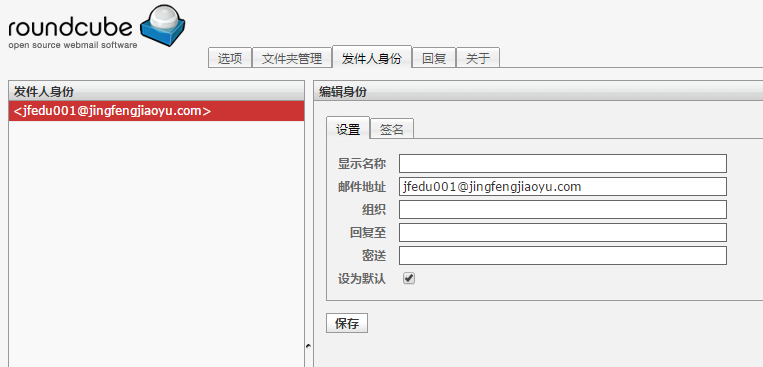 roundcube
open source webmail software
选项 文件夹管理 发件人身份 回复 关于
发件人身份
<jfedu001@jingfengjiaoyu.com>
编辑身份
设置 签名
显示名称
邮件地址 jfedu001@jingfengjiaoyu.com
组织
回复至
密送
设为默认
保存